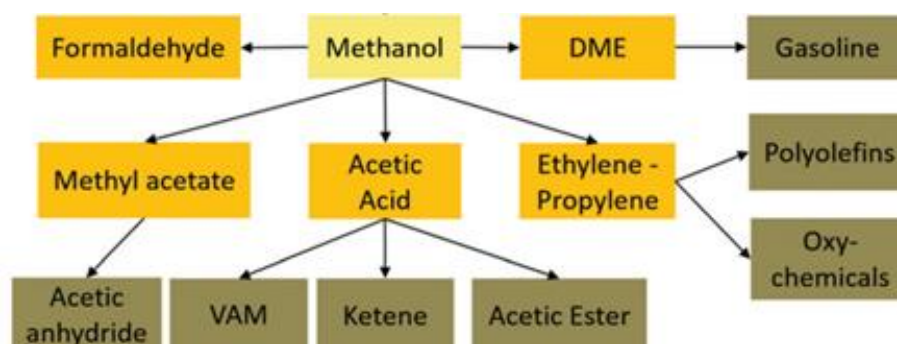 Formaldehyde
Methanol
DME
Gasoline
Methyl acetate
Acetic
Acid
Ethylene -
Propylene
Polyolefins
Oxy-
chemicals
Acetic
anhydride
VAM
Ketene
Acetic Ester